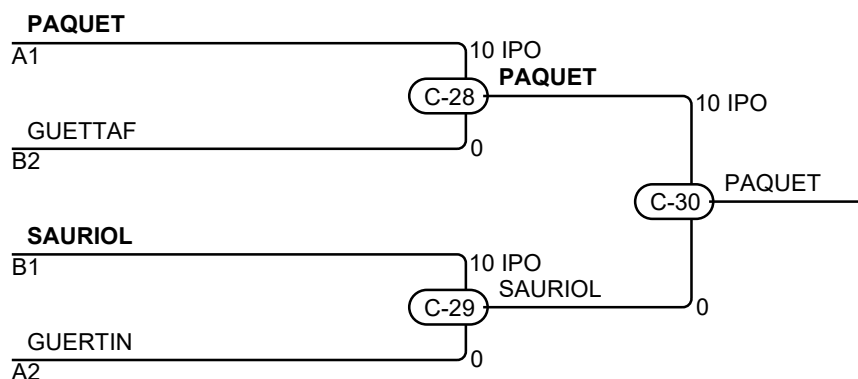 PAQUET
A1
10 IPO
C-28
PAQUET
GUETTAF
B2
0
10 IPO
C-30
PAQUET
SAURIOL
B1
10 IPO
C-29
SAURIOL
0
GUERTIN
A2
0